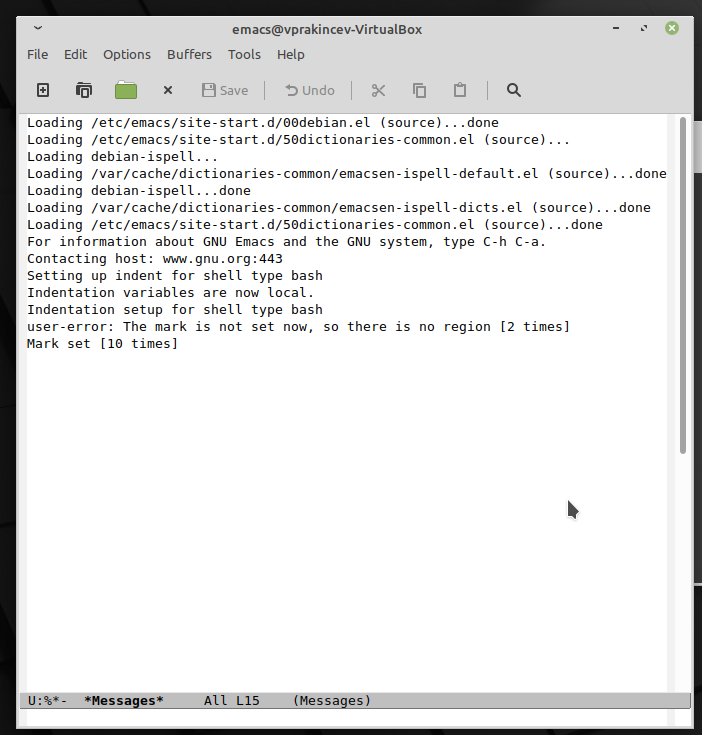 emacs@vprakincev-VirtualBox
File Edit Options Buffers Tools Help
Save Undo
Loading /etc/emacs/site-start.d/00debian.el (source)...done
Loading /etc/emacs/site-start.d/50dictionaries-common.el (source)...
Loading debian-ispell...
Loading /var/cache/dictionaries-common/emacsen-ispell-default.el (source)...done
Loading debian-ispell...done
Loading /var/cache/dictionaries-common/emacsen-ispell-dicts.el (source)...done
Loading /etc/emacs/site-start.d/50dictionaries-common.el (source)...done
For information about GNU Emacs and the GNU system, type C-h C-a.
Contacting host: www.gnu.org:443
Setting up indent for shell type bash
Indentation variables are now local.
Indentation setup for shell type bash
user-error: The mark is not set now, so there is no region [2 times]
Mark set [10 times]
U:%*-  *Messages*     All L15    (Messages)